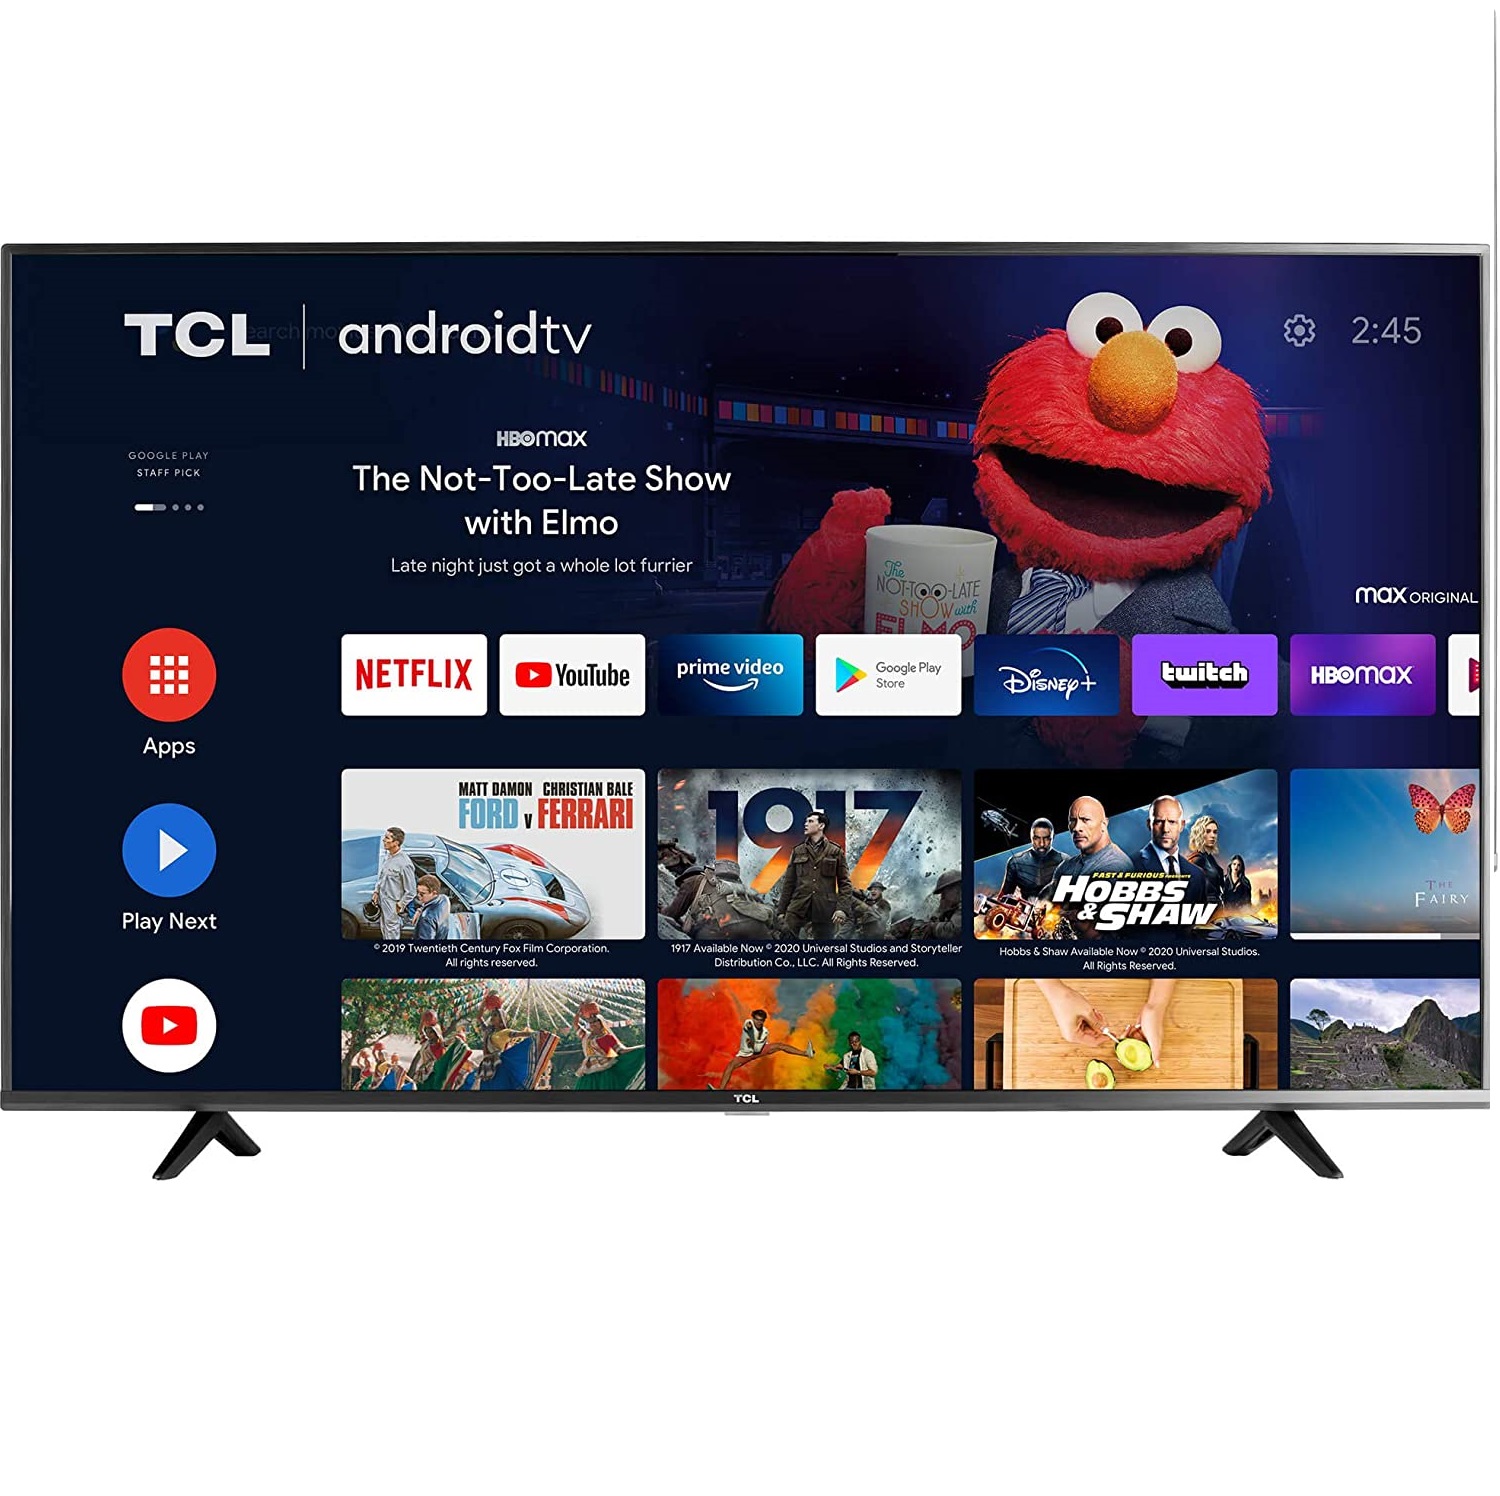 TCL androidtv
2:45
GOOGLE PLAY
STAFF PICK
HBOmax
The Not-Too-Late Show
with Elmo
Late night just got a whole lot furrier
The
NOT-TOO-LATE
SHOW with
ELMO
max ORIGINAL
NETFLIX
YouTube
prime video
Google Play
Store
Disney+
twitch
HBOmax
Apps
MATT DAMON CHRISTIAN BALE
FORD v FERRARI
© 2019 Twentieth Century Fox Film Corporation.
All rights reserved.
1917
1917 Available Now © 2020 Universal Studios and Storyteller
Distribution Co., LLC. All Rights Reserved.
FAST & FURIOUS PRESENTS
HOBBS
& SHAW
Hobbs & Shaw Available Now © 2020 Universal Studios.
All Rights Reserved.
THE
FAIRY
Play Next
TCL